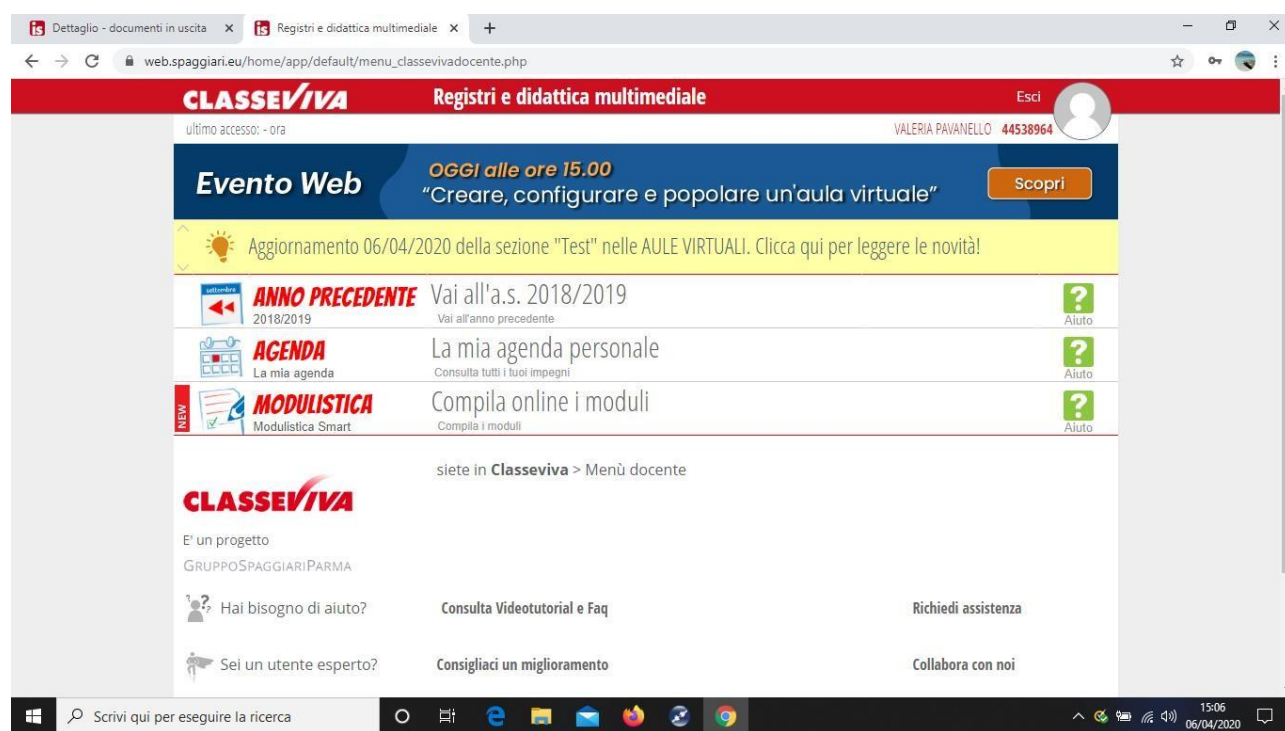 Dettaglio - documenti in uscita
Registri e didattica multimediale
web.spaggiari.eu/home/app/default/menu_classevivadocente.php
CLASSEVIVA Registri e didattica multimediale Esci
ultimo accesso: - ora VALERIA PAVANELLO 44538964
Evento Web
OGGI alle ore 15.00
“Creare, configurare e popolare un'aula virtuale”
Scopri
Aggiornamento 06/04/2020 della sezione "Test" nelle AULE VIRTUALI. Clicca qui per leggere le novità!
settembre
ANNO PRECEDENTE Vai all'a.s. 2018/2019
2018/2019 Vai all'anno precedente Aiuto
AGENDA La mia agenda personale
La mia agenda Consulta tutti i tuoi impegni Aiuto
NEW
MODULISTICA Compila online i moduli
Modulistica Smart Compila i moduli Aiuto
siete in Classeviva > Menù docente
CLASSEVIVA
E' un progetto
GRUPPOSPAGGIARIPARMA
Hai bisogno di aiuto? Consulta Videotutorial e Faq Richiedi assistenza
Sei un utente esperto? Consigliaci un miglioramento Collabora con noi
Scrivi qui per eseguire la ricerca
15:06
06/04/2020